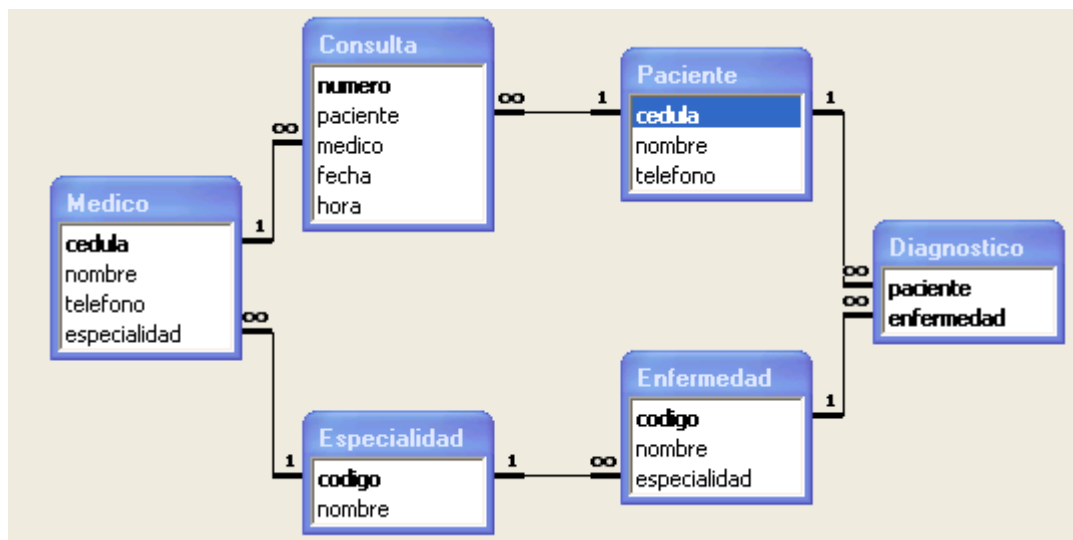 Consulta
numero
paciente
medico
fecha
hora
∞
1
Paciente
cedula
nombre
telefono
1
∞
Medico
cedula
nombre
telefono
especialidad
1
∞
Diagnostico
paciente
enfermedad
∞
∞
Enfermedad
codigo
nombre
especialidad
1
Especialidad
codigo
nombre
1
1
∞